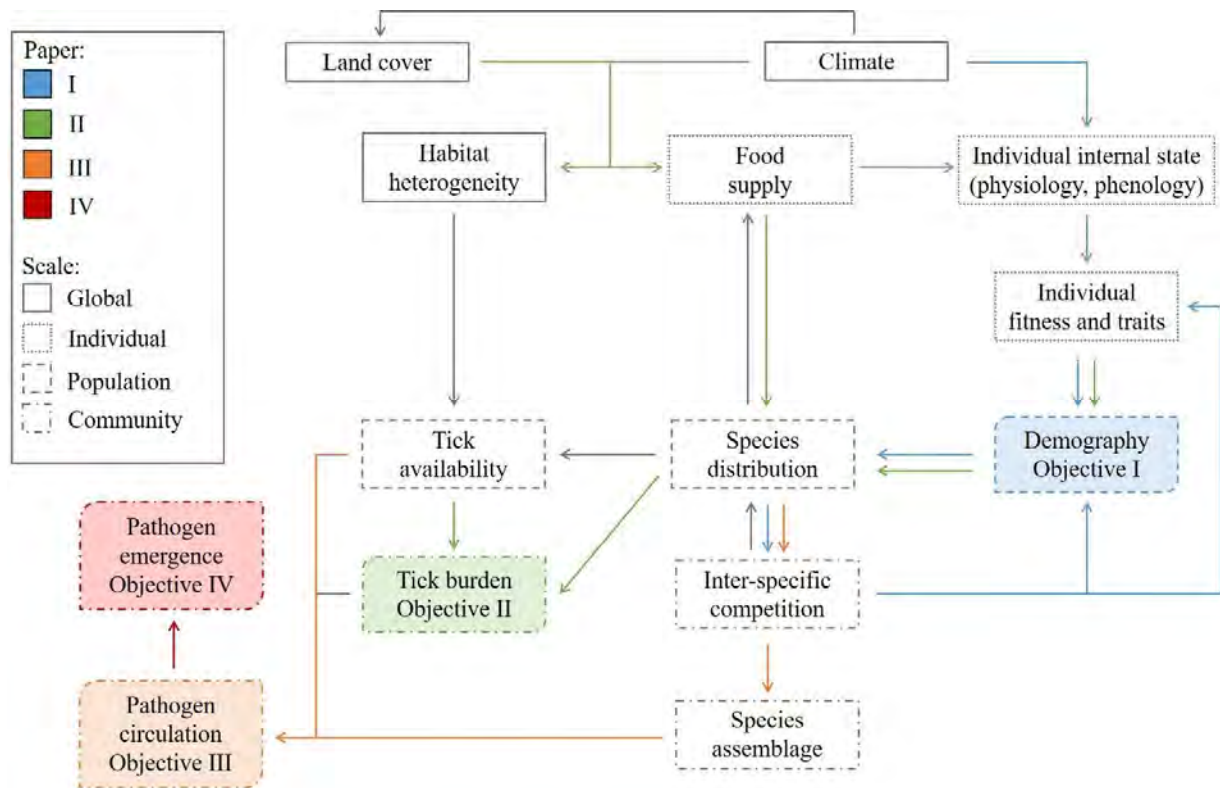 Paper:
I
II
III
IV
Scale:
Global
Individual
Population
Community
Land cover
Climate
Habitat
heterogeneity
Food
supply
Individual internal state
(physiology, phenology)
Individual
fitness and traits
Tick
availability
Species
distribution
Demography
Objective I
Pathogen
emergence
Objective IV
Tick burden
Objective II
Inter-specific
competition
Pathogen
circulation
Objective III
Species
assemblage